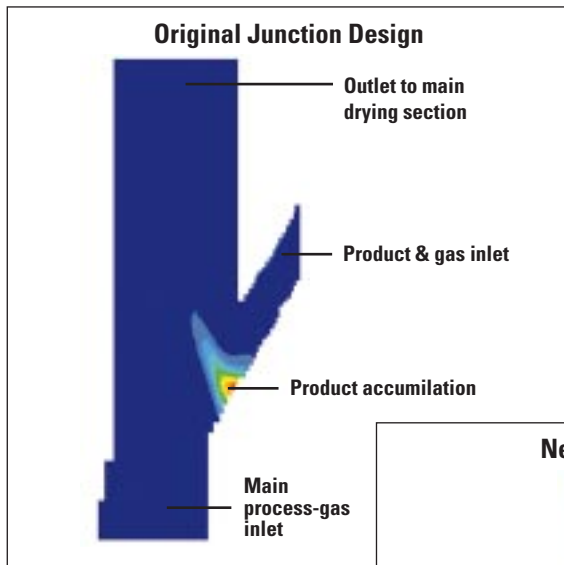 Original Junction Design
Outlet to main
drying section
Product & gas inlet
Product accumilation
Main
process-gas
inlet
Ne